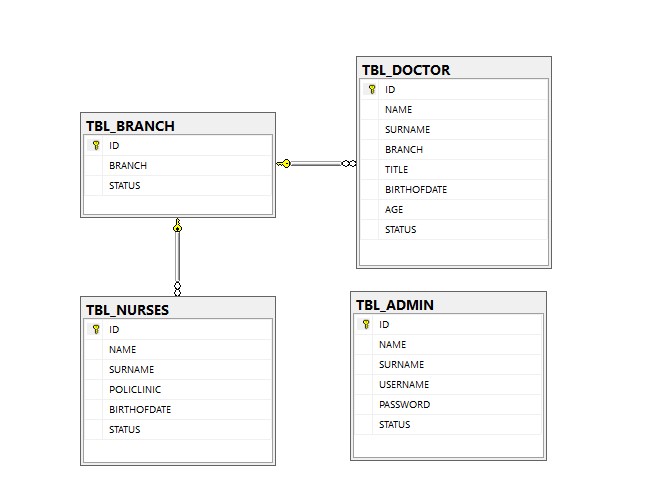 TBL_BRANCH
ID
BRANCH
STATUS
TBL_DOCTOR
ID
NAME
SURNAME
BRANCH
TITLE
BIRTHOFDATE
AGE
STATUS
TBL_NURSES
ID
NAME
SURNAME
POLICLINIC
BIRTHOFDATE
STATUS
TBL_ADMIN
ID
NAME
SURNAME
USERNAME
PASSWORD
STATUS